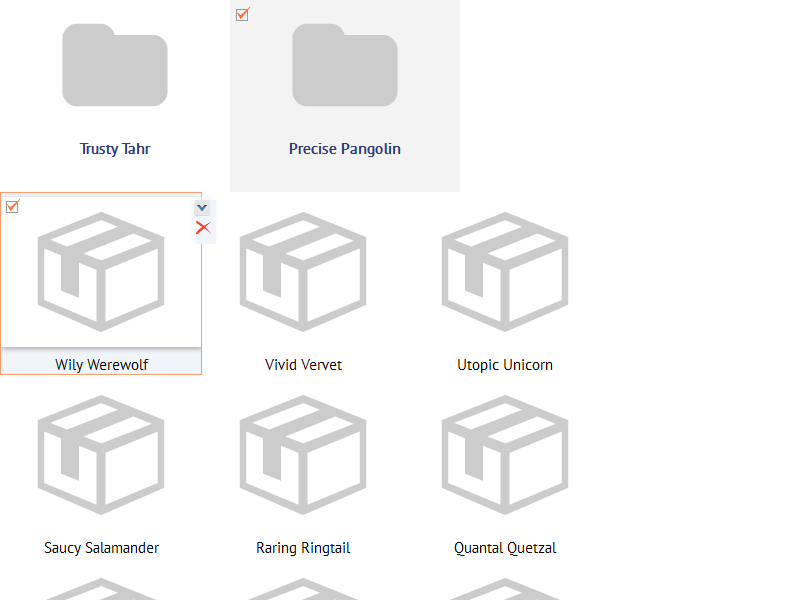 Trusty Tahr
Precise Pangolin
Wily Werewolf
Vivid Vervet
Utopic Unicorn
Saucy Salamander
Raring Ringtail
Quantal Quetzal